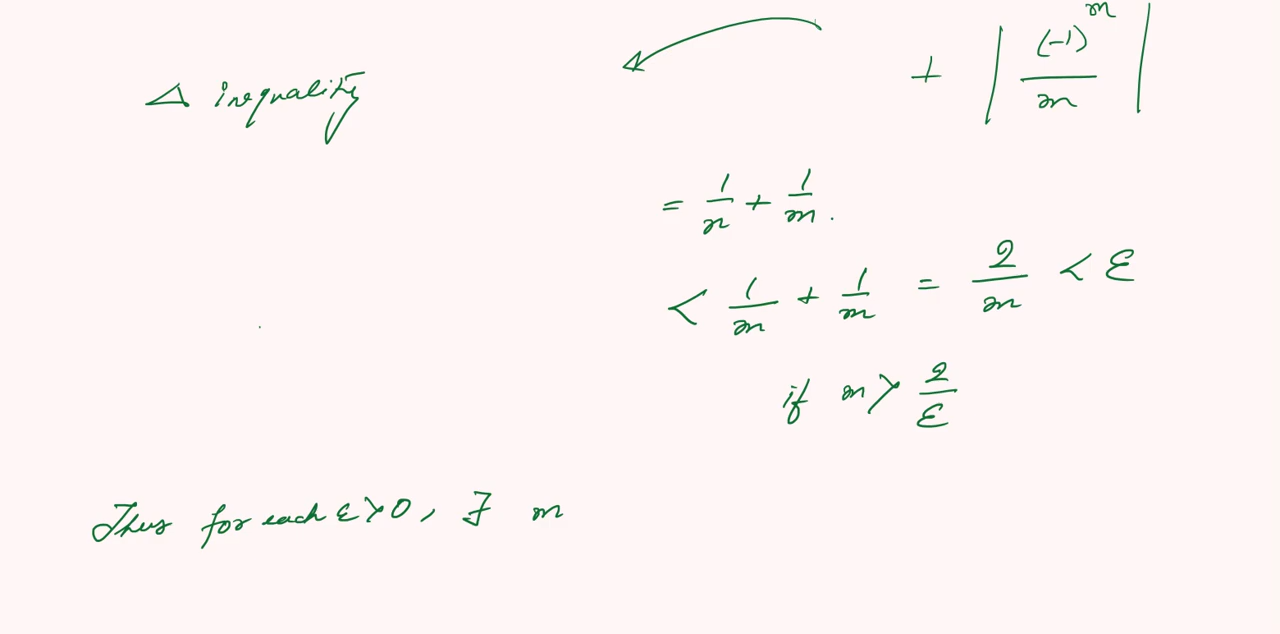 + | (-1)^m / m |
Δ inequality
= 1/n + 1/m.
< 1/m + 1/m = 2/m < ε
if m > 2/ε
Thus for each ε>0, ∃ m